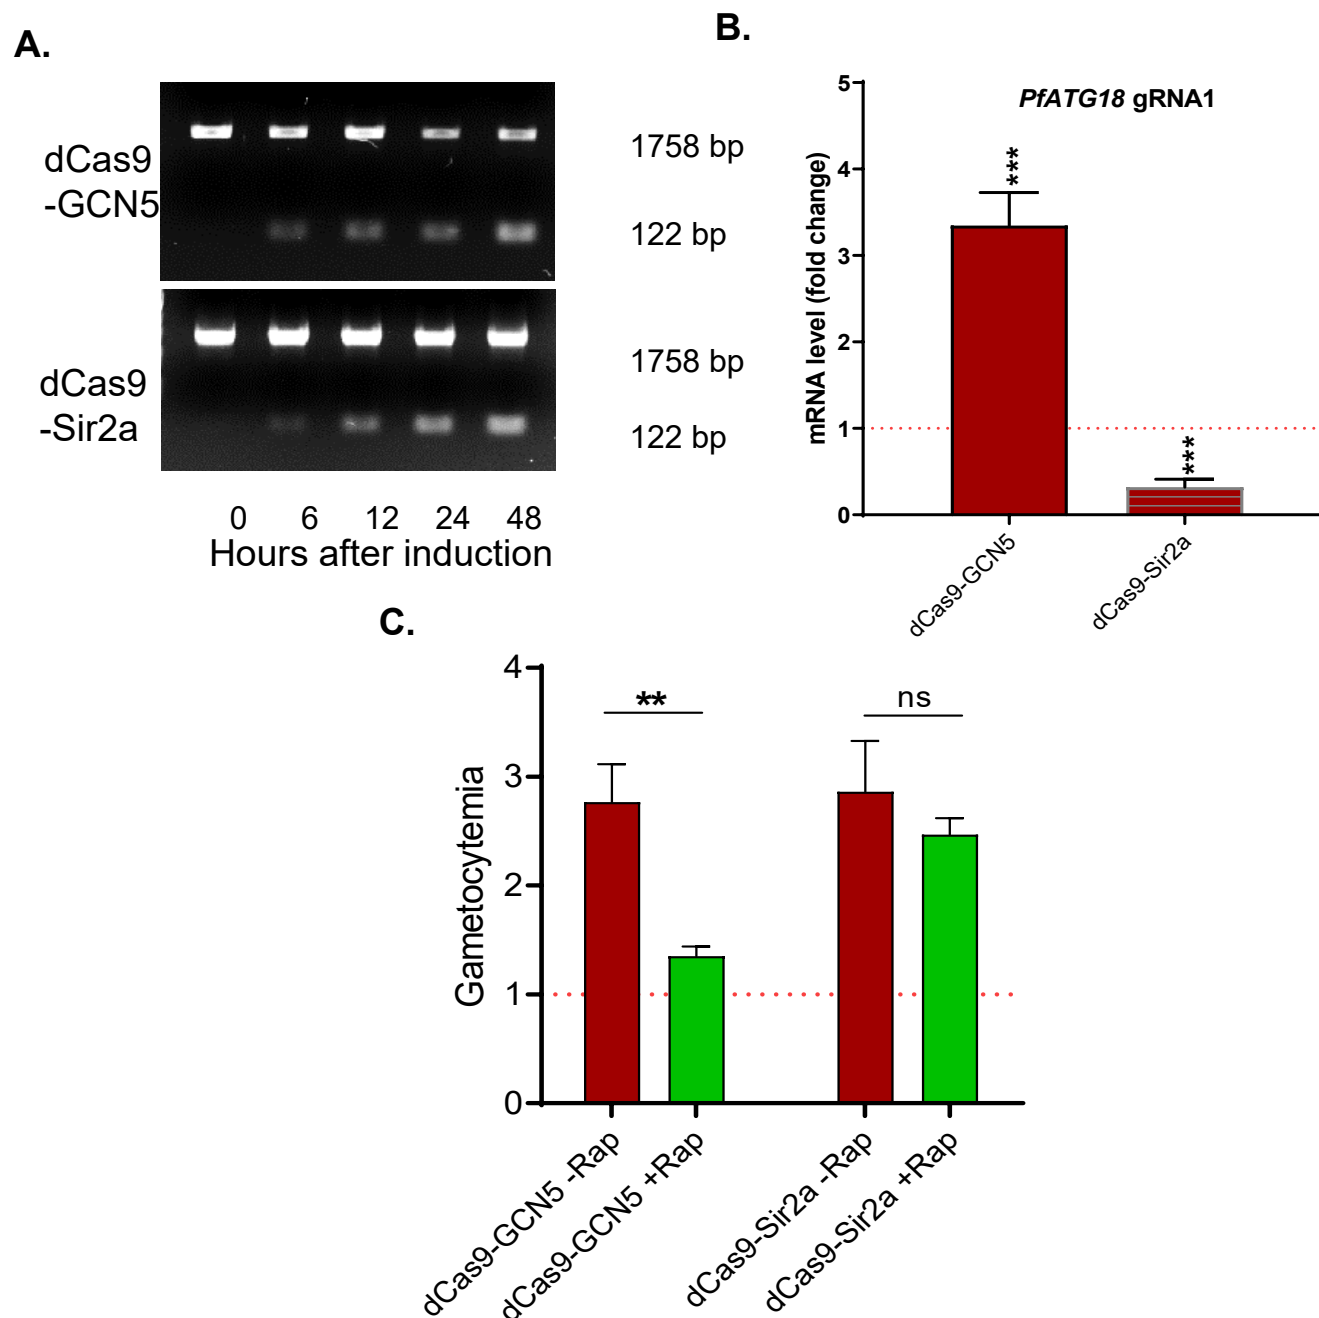 A.
dCas9
-GCN5
1758 bp
122 bp
dCas9
-Sir2a
1758 bp
122 bp
0 6 12 24 48
Hours after induction
B.
PfATG18 gRNA1
mRNA level (fold change)
5
4
3
2
1
0
***
***
dCas9-GCN5
dCas9-Sir2a
C.
Gametocytemia
4
3
2
1
0
**
ns
dCas9-GCN5 -Rap
dCas9-GCN5 +Rap
dCas9-Sir2a -Rap
dCas9-Sir2a +Rap